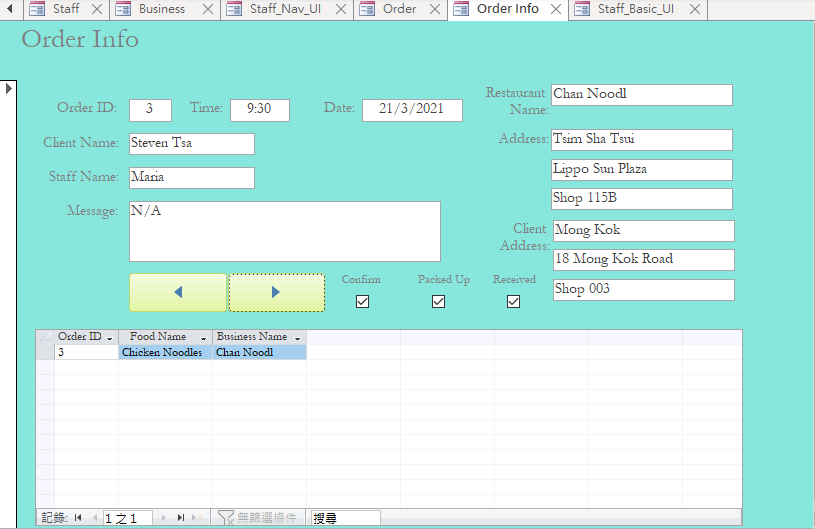 Staff Business Staff_Nav_UI Order Order Info Staff_Basic_UI
Order Info
Order ID: 3 Time: 9:30 Date: 21/3/2021
Restaurant Name: Chan Noodl
Client Name: Steven Tsa
Address: Tsim Sha Tsui
Lippo Sun Plaza
Shop 115B
Staff Name: Maria
Message: N/A
Client Address: Mong Kok
18 Mong Kok Road
Shop 003
Confirm Packed Up Received
Order ID Food Name Business Name
3 Chicken Noodles Chan Noodl
記錄: 1 之 1 無篩選條件 搜尋